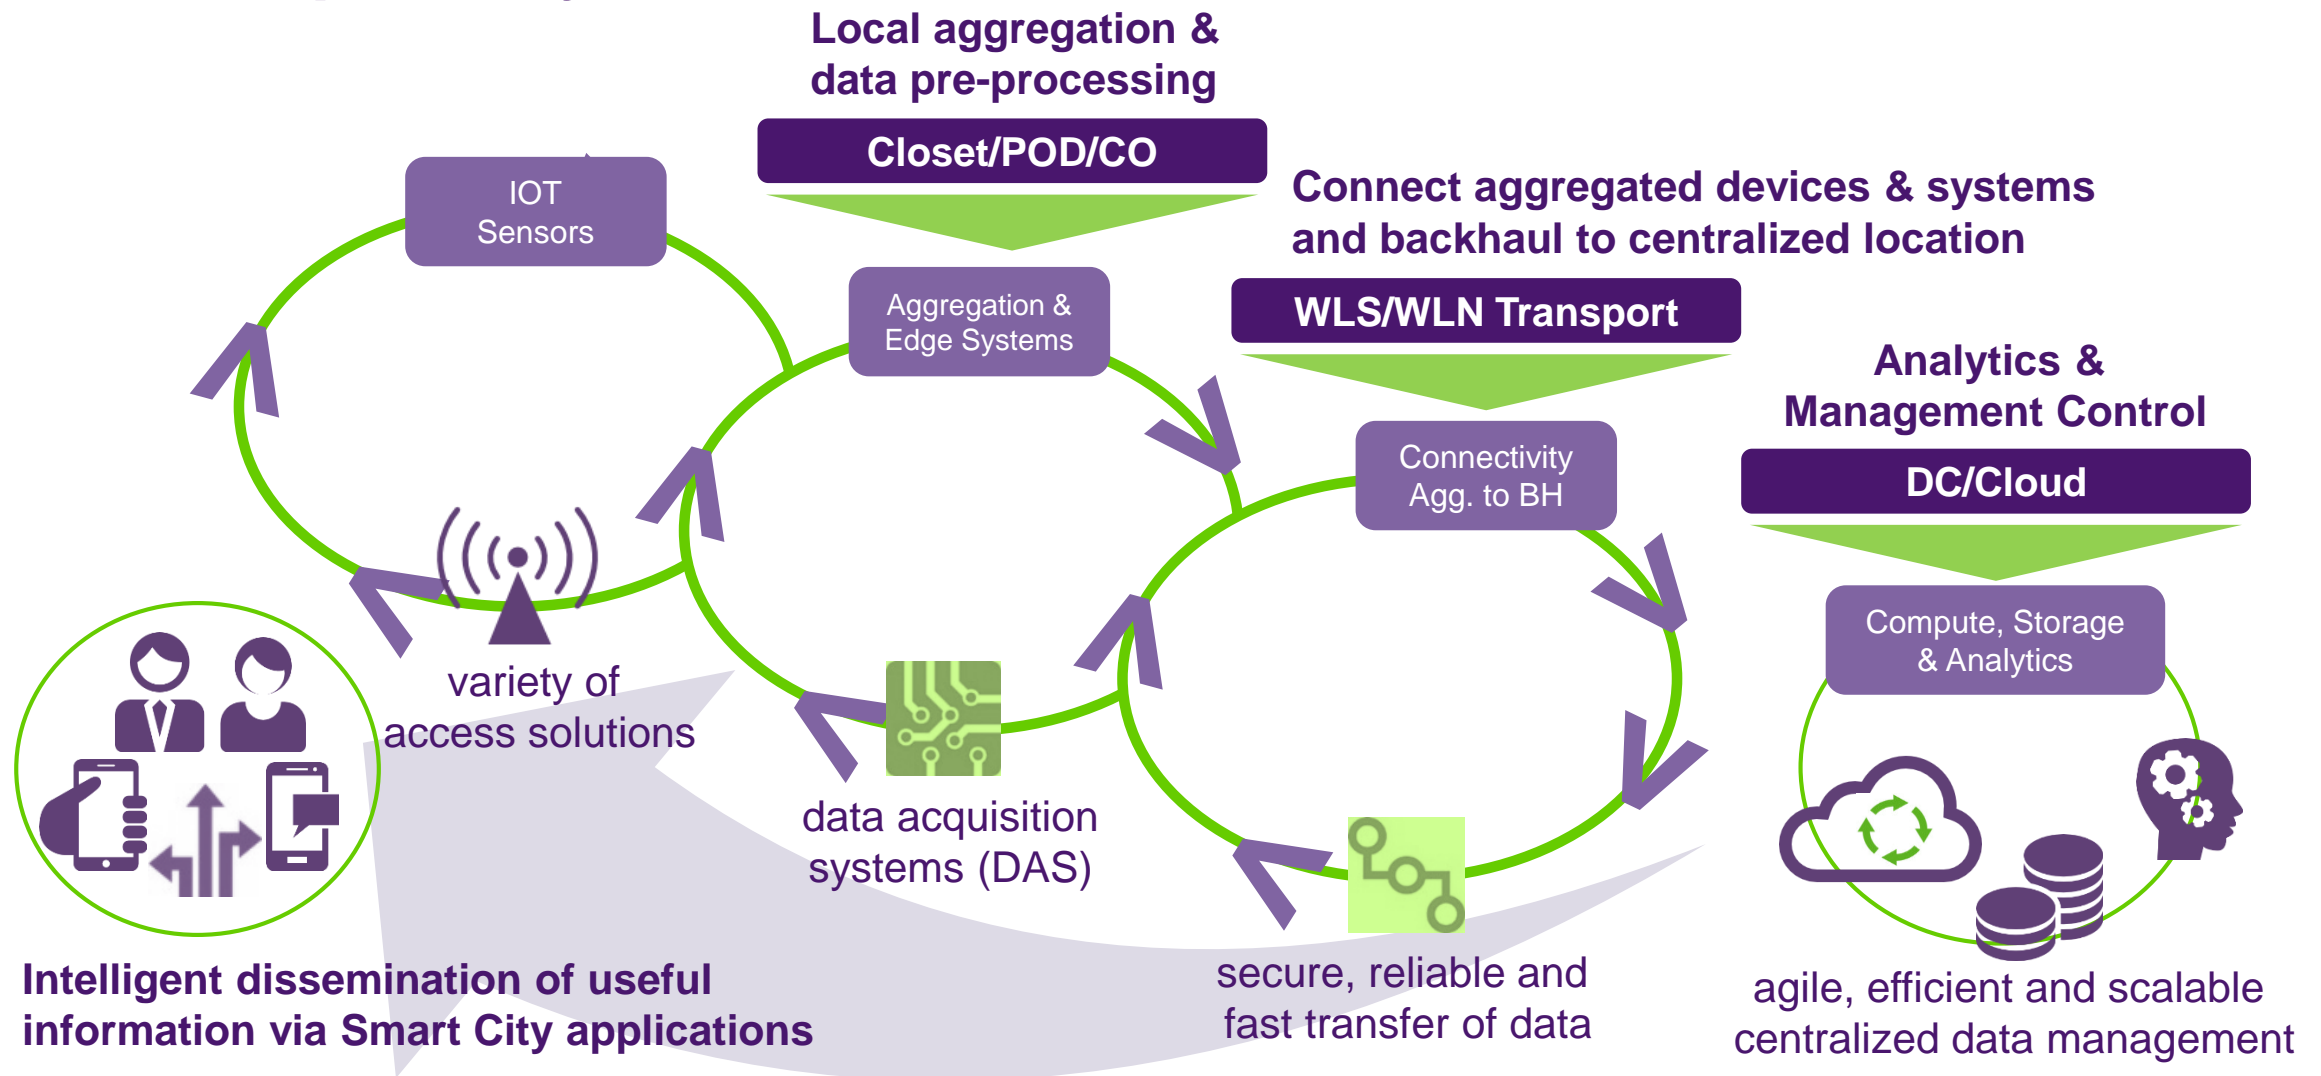 Local aggregation &
data pre-processing
Closet/POD/CO
IOT
Sensors
Connect aggregated devices & systems
and backhaul to centralized location
Aggregation &
Edge Systems
WLS/WLN Transport
Analytics &
Management Control
Connectivity
Agg. to BH
DC/Cloud
Compute, Storage
& Analytics
variety of
access solutions
data acquisition
systems (DAS)
secure, reliable and
fast transfer of data
agile, efficient and scalable
centralized data management
Intelligent dissemination of useful
information via Smart City applications